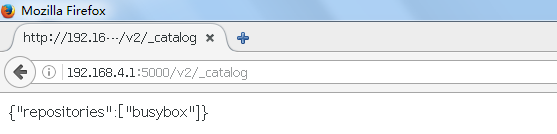 Mozilla Firefox
http://192.16···/v2/_catalog
192.168.4.1:5000/v2/_catalog
{"repositories":["busybox"]}